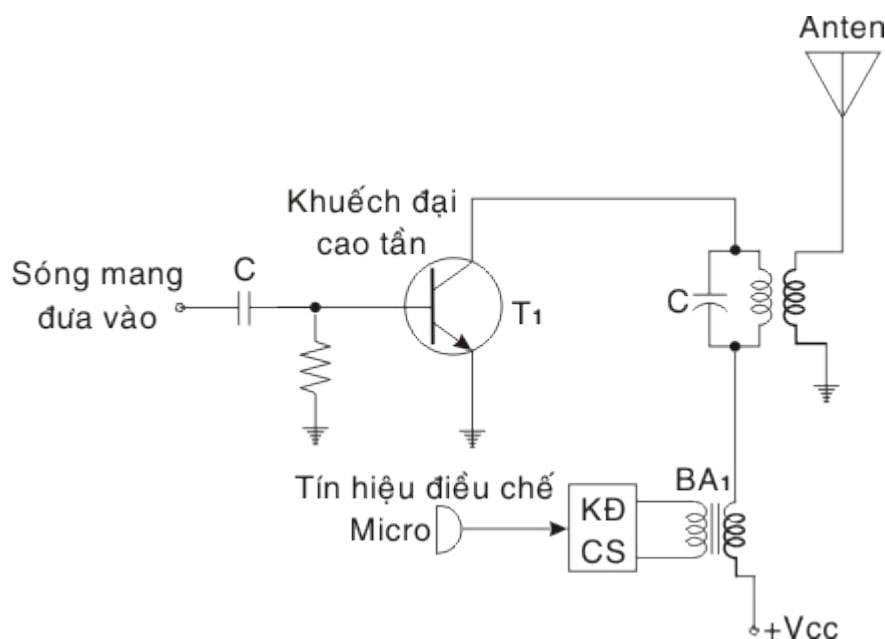 Anten
Khuếch đại
cao tần
Sóng mang
đưa vào
C
T1
C
Tín hiệu điều chế
Micro
KĐ
CS
BA1
+Vcc